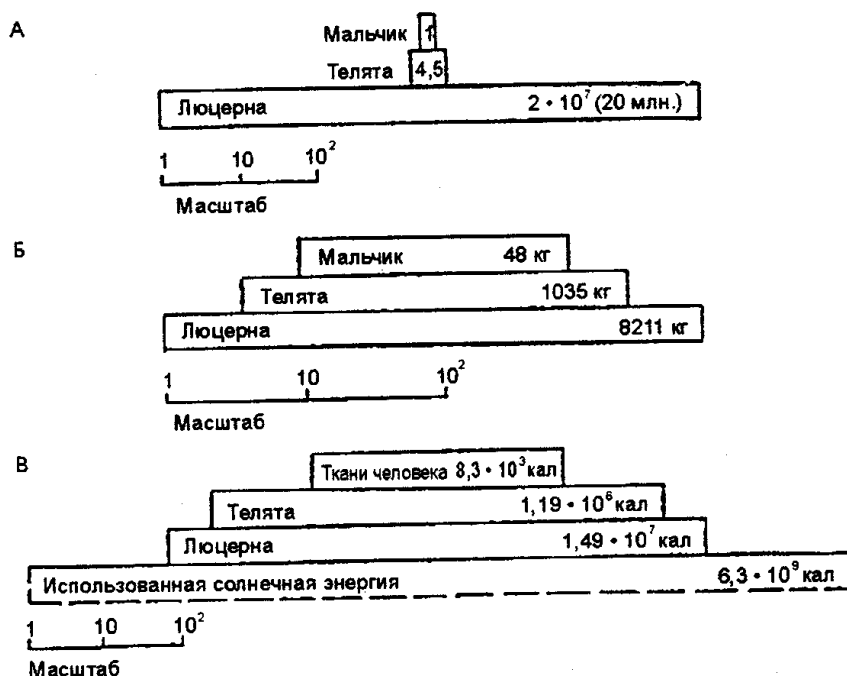 А
Мальчик 1
Телята 4,5
Люцерна 2 • 10⁷ (20 млн.)
1 10 10²
Масштаб
Б
Мальчик 48 кг
Телята 1035 кг
Люцерна 8211 кг
1 10 10²
Масштаб
В
Ткани человека 8,3 • 10³ кал
Телята 1,19 • 10⁶ кал
Люцерна 1,49 • 10⁷ кал
Использованная солнечная энергия 6,3 • 10⁹ кал
1 10 10²
Масштаб